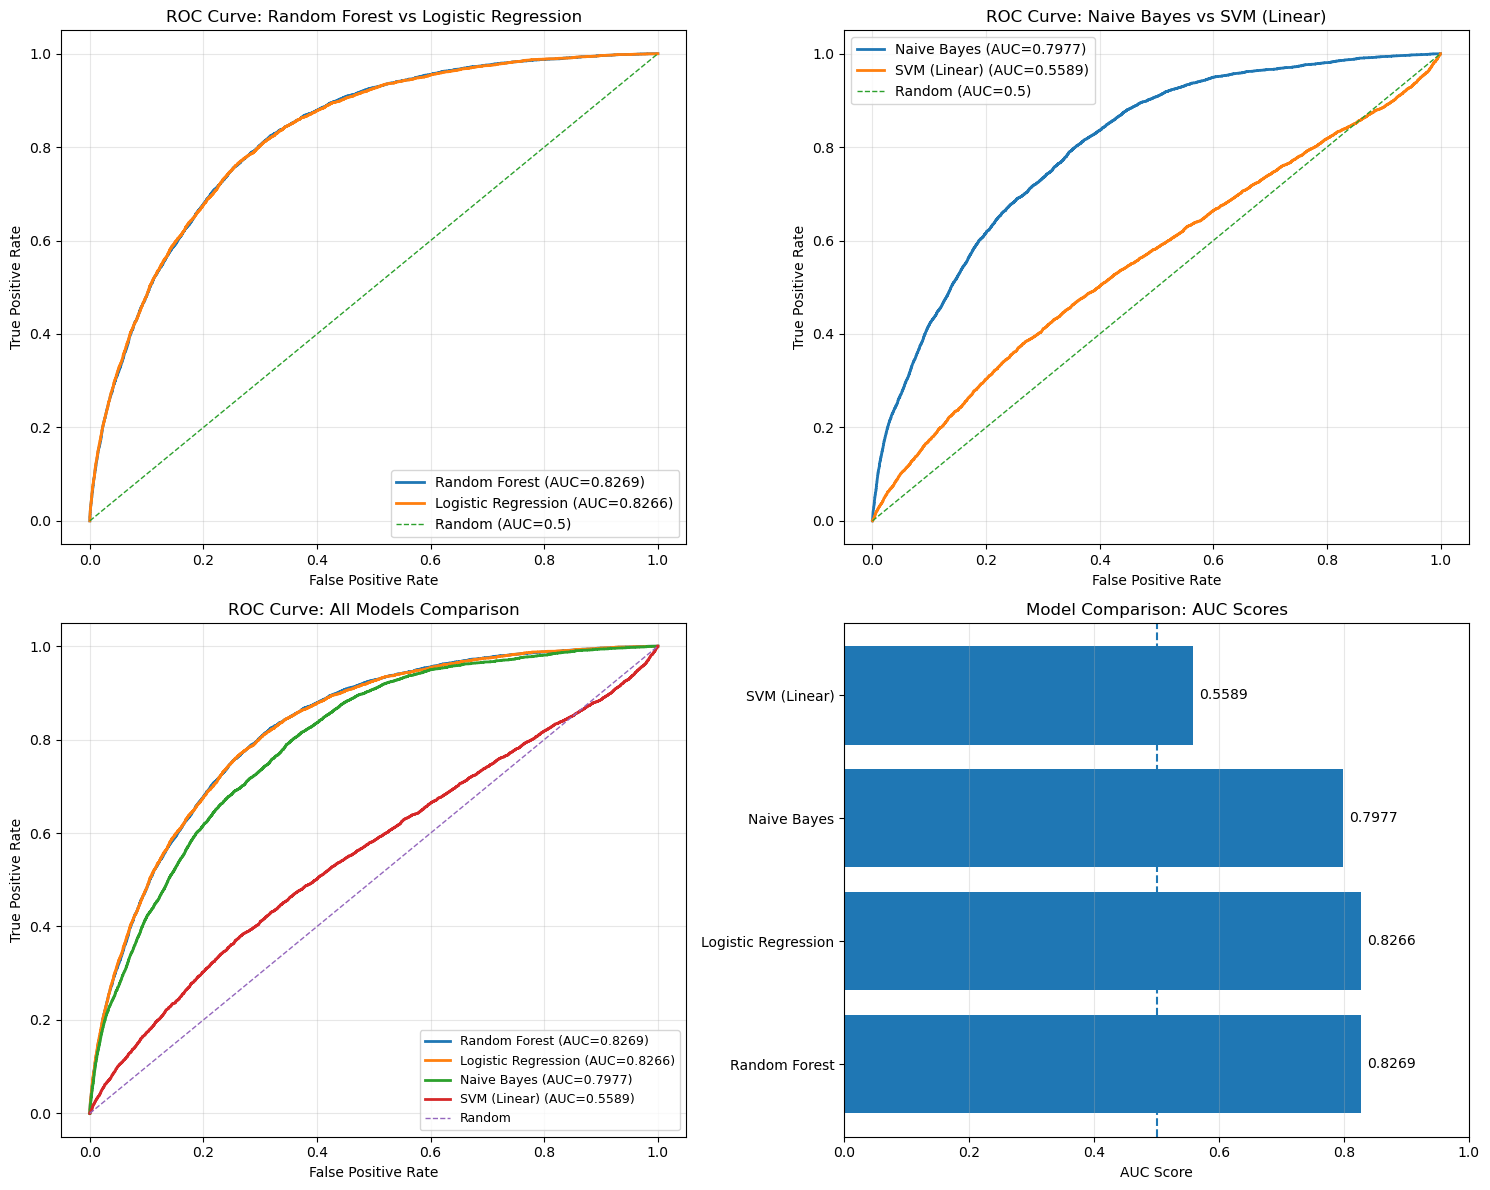 ROC Curve: Random Forest vs Logistic Regression
True Positive Rate
1.0
0.8
0.6
0.4
0.2
0.0
Random Forest (AUC=0.8269)
Logistic Regression (AUC=0.8266)
Random (AUC=0.5)
0.0 0.2 0.4 0.6 0.8 1.0
False Positive Rate
ROC Curve: Naive Bayes vs SVM (Linear)
Naive Bayes (AUC=0.7977)
SVM (Linear) (AUC=0.5589)
Random (AUC=0.5)
True Positive Rate
1.0
0.8
0.6
0.4
0.2
0.0
0.0 0.2 0.4 0.6 0.8 1.0
False Positive Rate
ROC Curve: All Models Comparison
True Positive Rate
1.0
0.8
0.6
0.4
0.2
0.0
Random Forest (AUC=0.8269)
Logistic Regression (AUC=0.8266)
Naive Bayes (AUC=0.7977)
SVM (Linear) (AUC=0.5589)
Random
0.0 0.2 0.4 0.6 0.8 1.0
False Positive Rate
Model Comparison: AUC Scores
SVM (Linear) 0.5589
Naive Bayes 0.7977
Logistic Regression 0.8266
Random Forest 0.8269
0.0 0.2 0.4 0.6 0.8 1.0
AUC Score